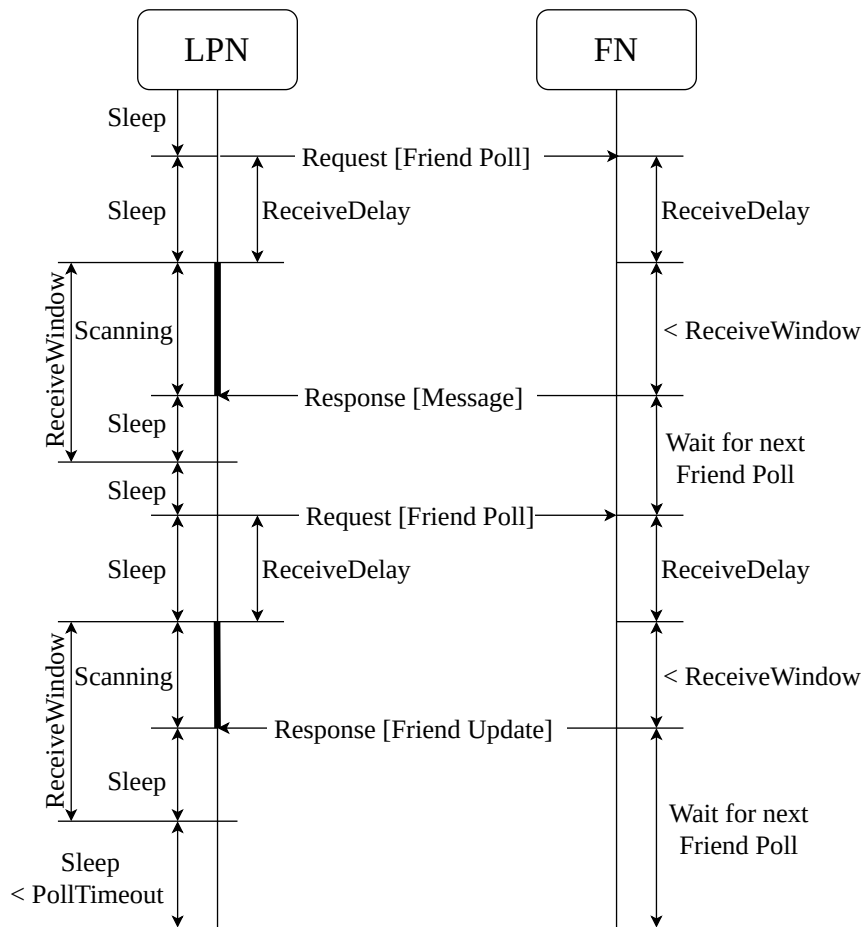 LPN
FN
Sleep
Request [Friend Poll]
Sleep
ReceiveDelay
ReceiveDelay
ReceiveWindow
Scanning
< ReceiveWindow
Response [Message]
Sleep
Wait for next
Friend Poll
Sleep
Request [Friend Poll]
Sleep
ReceiveDelay
ReceiveDelay
ReceiveWindow
Scanning
< ReceiveWindow
Response [Friend Update]
Sleep
Wait for next
Friend Poll
Sleep
< PollTimeout